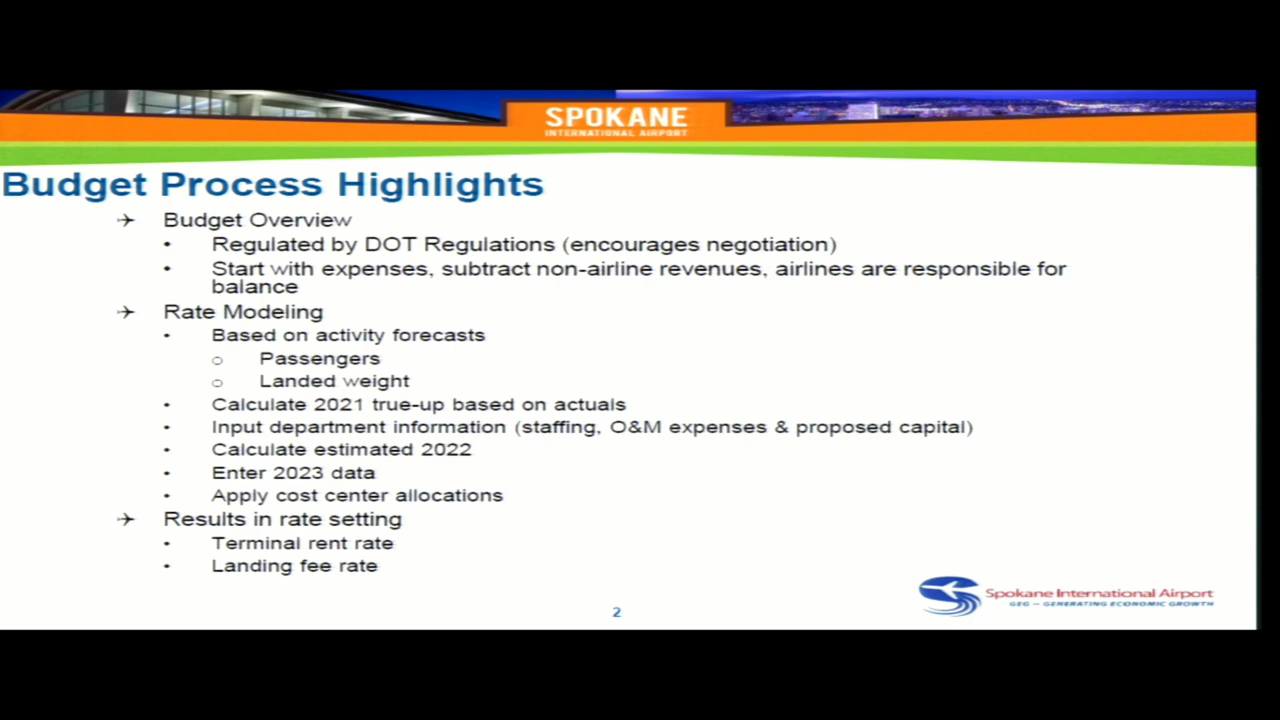 SPOKANE
INTERNATIONAL AIRPORT
Budget Process Highlights
Budget Overview
• Regulated by DOT Regulations (encourages negotiation)
• Start with expenses, subtract non-airline revenues, airlines are responsible for
balance
Rate Modeling
• Based on activity forecasts
○ Passengers
○ Landed weight
• Calculate 2021 true-up based on actuals
• Input department information (staffing, O&M expenses & proposed capital)
• Calculate estimated 2022
• Enter 2023 data
• Apply cost center allocations
Results in rate setting
• Terminal rent rate
• Landing fee rate
Spokane International Airport
GEG — GENERATING ECONOMIC GROWTH
2